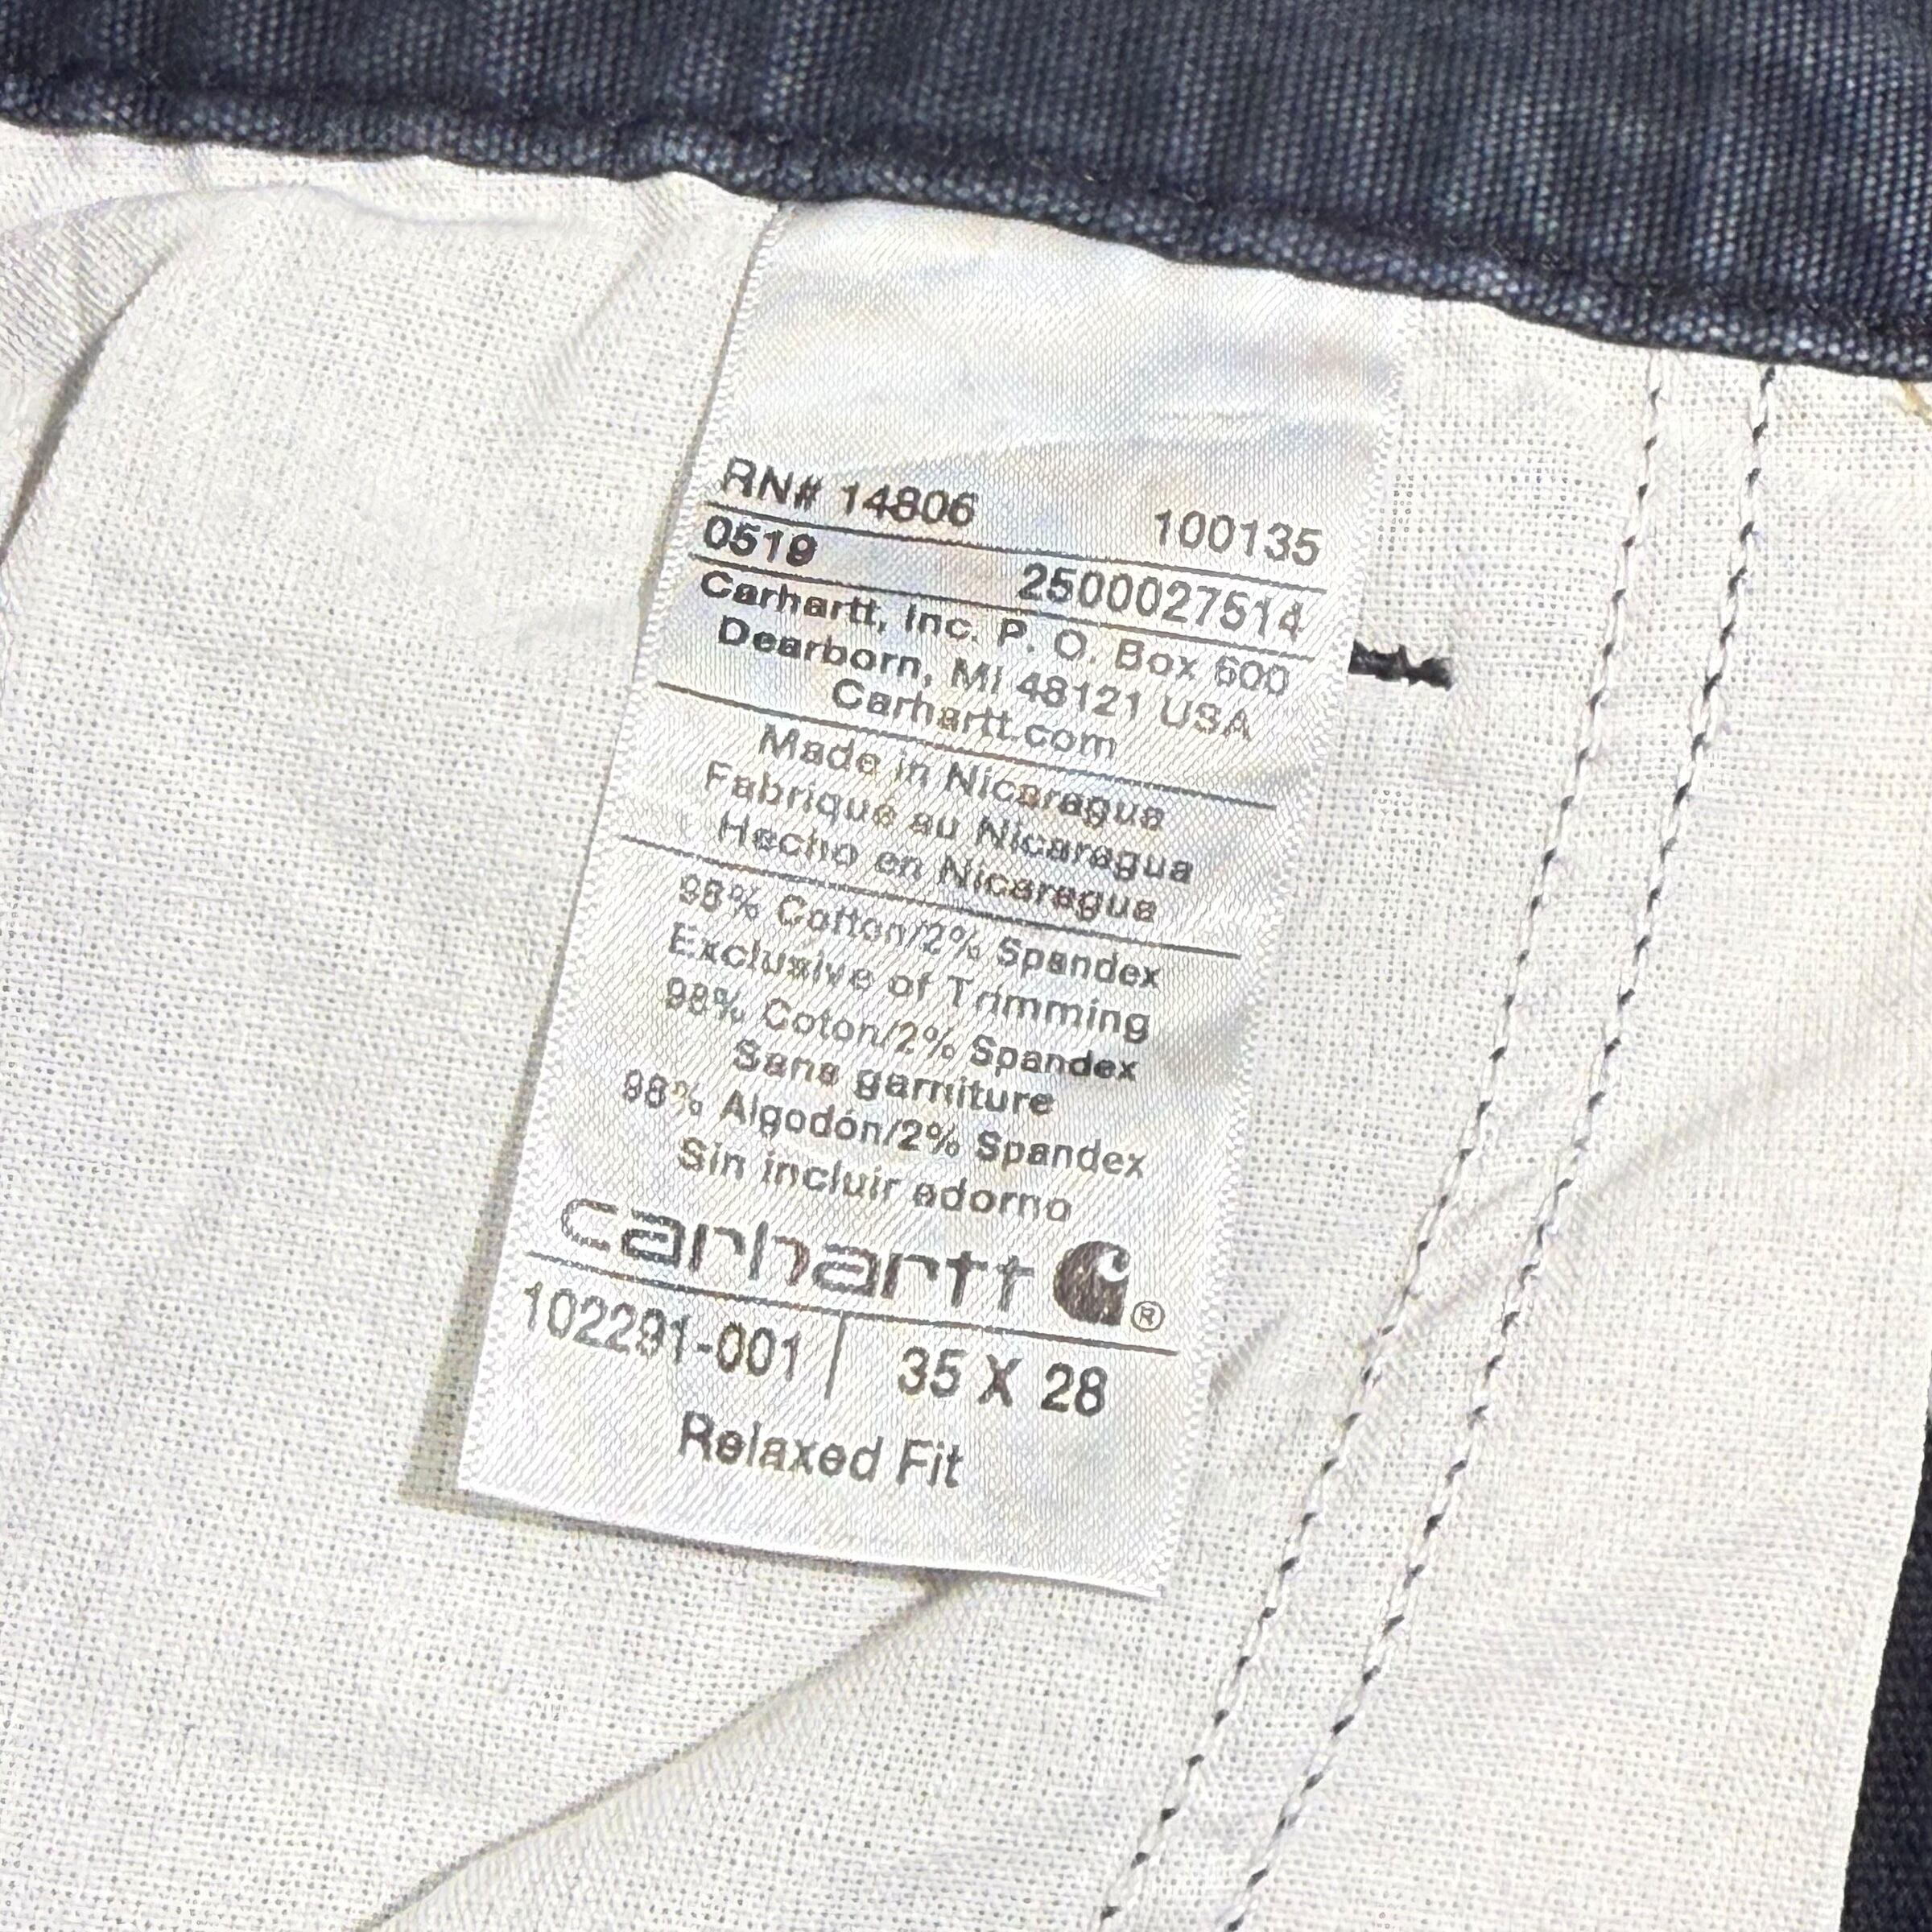 RN# 14806 100135
0519 2500027514
Carhartt, Inc. P. O. Box 600
Dearborn, MI 48121 USA
Carhartt.com
Made in Nicaragua
Fabriqué au Nicaragua
Hecho en Nicaragua
98% Cotton/2% Spandex
Exclusive of Trimming
98% Coton/2% Spandex
Sans garniture
98% Algodón/2% Spandex
Sin incluir adorno
carhartt ®
102291-001 | 35 X 28
Relaxed Fit